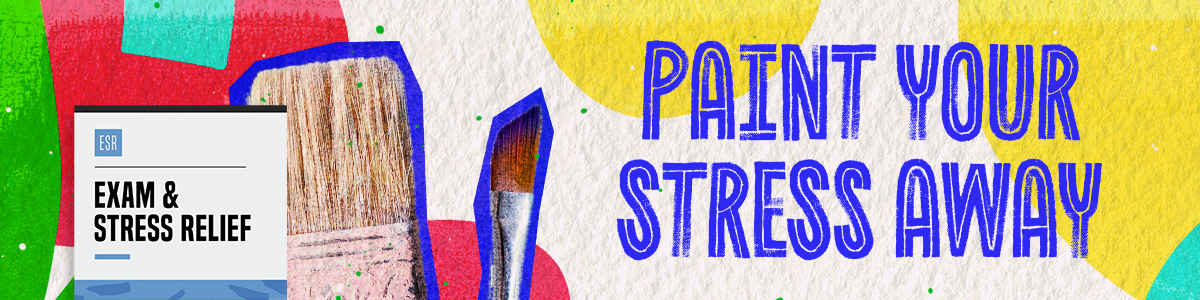 ESR
EXAM &
STRESS RELIEF
PAINT YOUR
STRESS AWAY